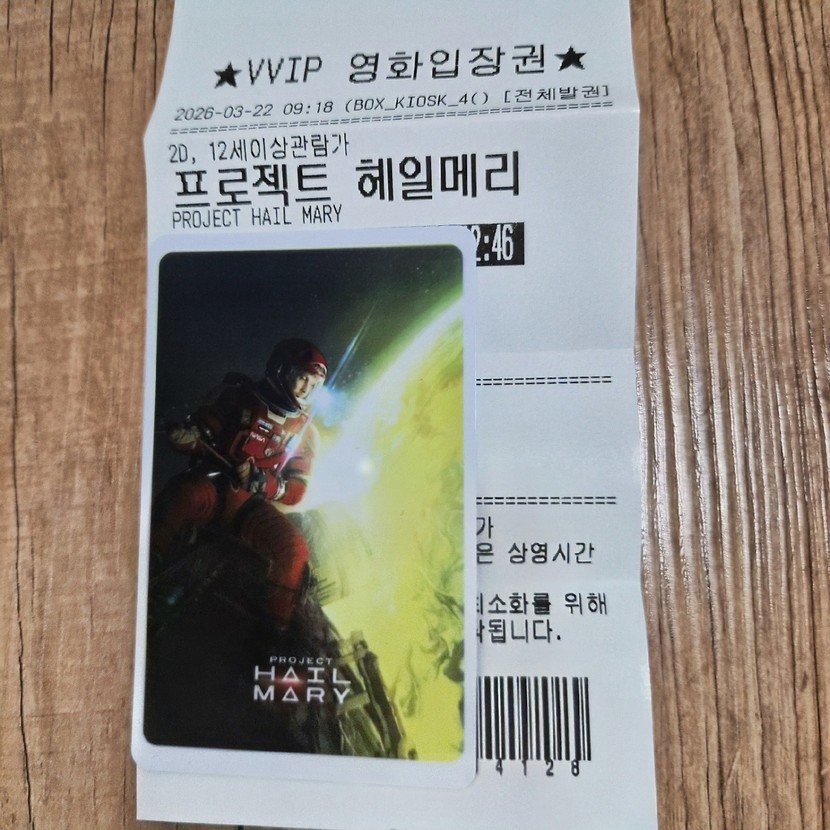 ★VVIP 영화입장권★
2026-03-22 09:18 (BOX_KIOSK_4() [전체발권]
2D, 12세이상관람가
프로젝트 헤일메리
PROJECT HAIL MARY
2:46
가
은 상영시간
최소화를 위해
됩니다.
4128
NASA
PROJECT
HAIL
MARY